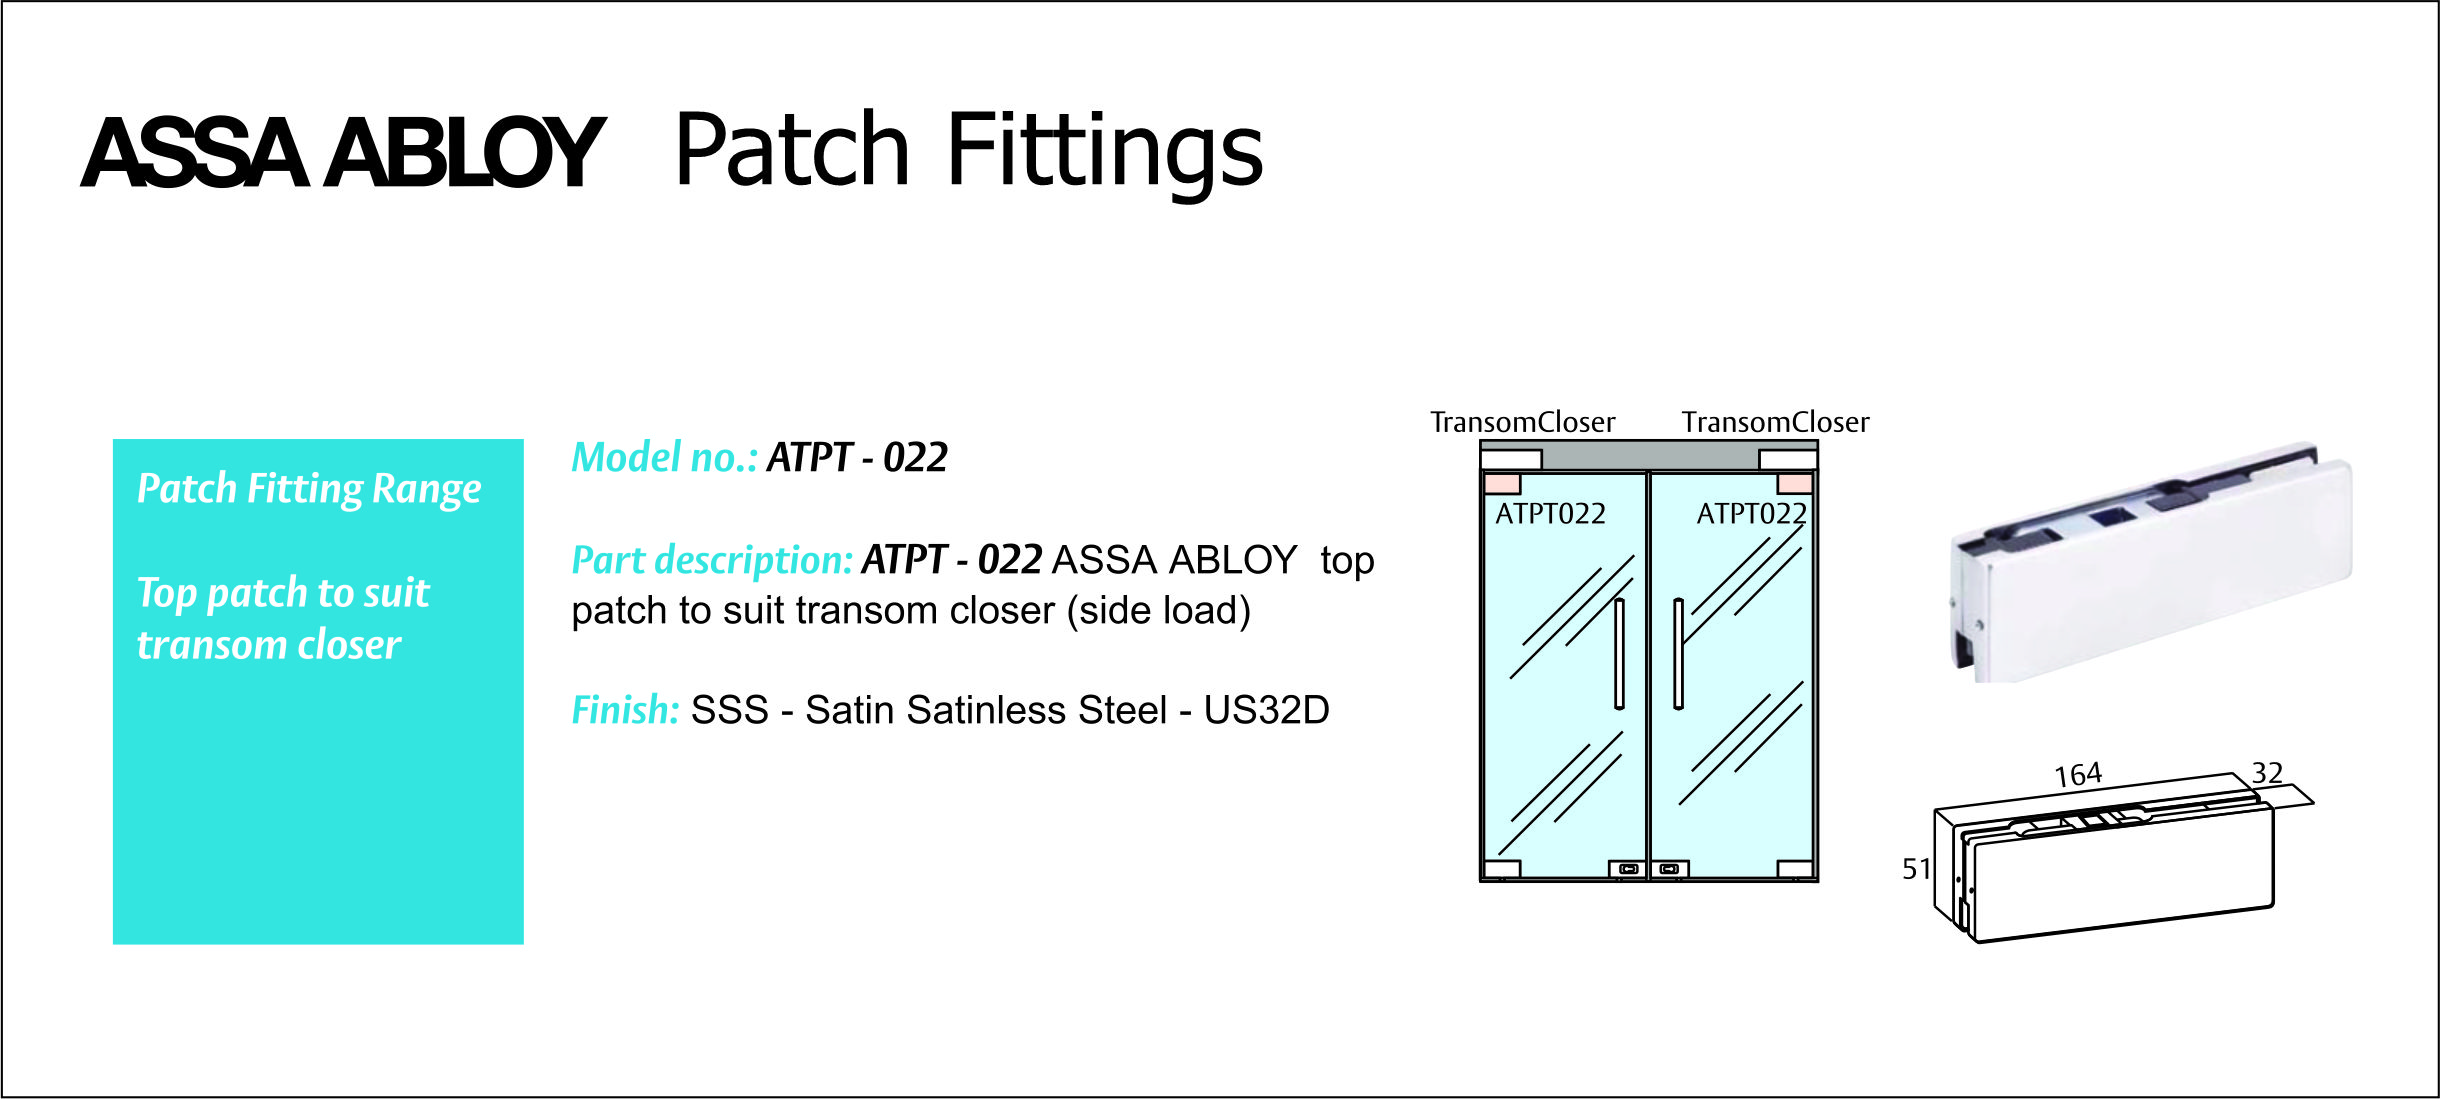 ASSA ABLOY Patch Fittings
Patch Fitting Range
Top patch to suit
transom closer
Model no.: ATPT - 022
Part description: ATPT - 022 ASSA ABLOY  top
patch to suit transom closer (side load)
Finish: SSS - Satin Satinless Steel - US32D
TransomCloser TransomCloser
ATPT022 ATPT022
164 32
51